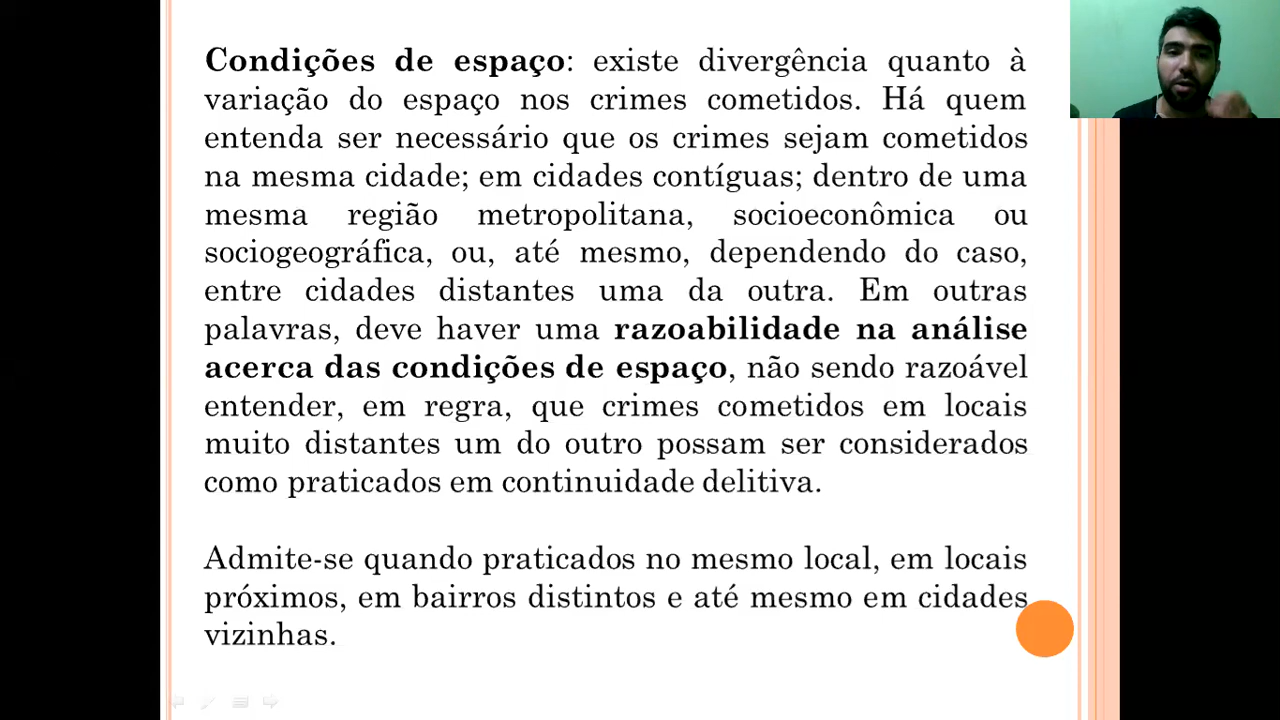 Condições de espaço: existe divergência quanto à
variação do espaço nos crimes cometidos. Há quem
entenda ser necessário que os crimes sejam cometidos
na mesma cidade; em cidades contíguas; dentro de uma
mesma região metropolitana, socioeconômica ou
sociogeográfica, ou, até mesmo, dependendo do caso,
entre cidades distantes uma da outra. Em outras
palavras, deve haver uma razoabilidade na análise
acerca das condições de espaço, não sendo razoável
entender, em regra, que crimes cometidos em locais
muito distantes um do outro possam ser considerados
como praticados em continuidade delitiva.
Admite-se quando praticados no mesmo local, em locais
próximos, em bairros distintos e até mesmo em cidades
vizinhas.